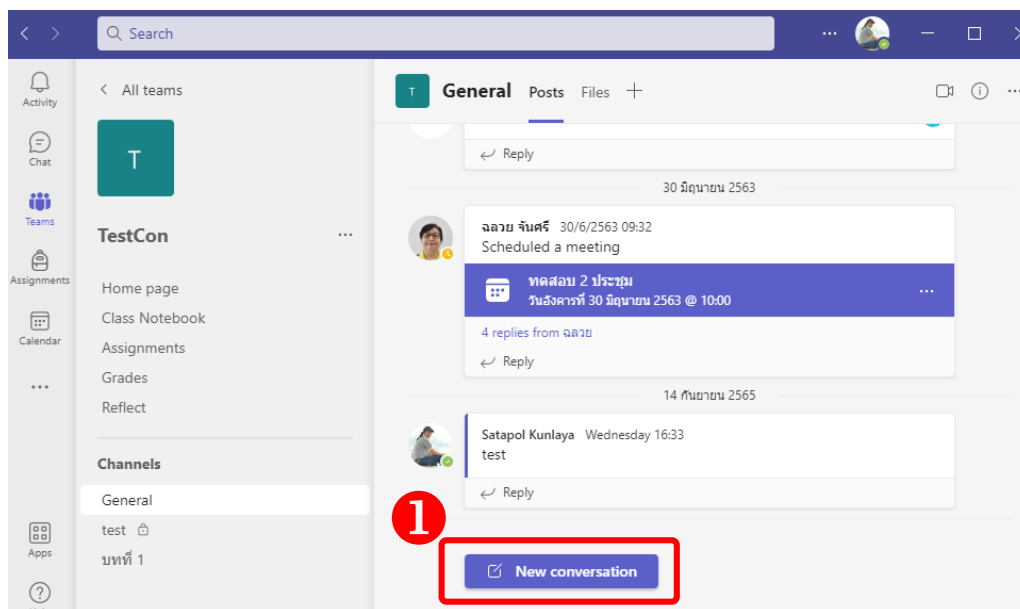 Search
Activity
Chat
Teams
Assignments
Calendar
Apps
All teams
T
TestCon
Home page
Class Notebook
Assignments
Grades
Reflect
Channels
General
test
บทที่ 1
T
General Posts Files
Reply
30 มิถุนายน 2563
ฉลวย จันศรี 30/6/2563 09:32
Scheduled a meeting
ทดสอบ 2 ประชุม
วันอังคารที่ 30 มิถุนายน 2563 @ 10:00
4 replies from ฉลวย
Reply
14 กันยายน 2565
Satapol Kunlaya Wednesday 16:33
test
Reply
1
New conversation